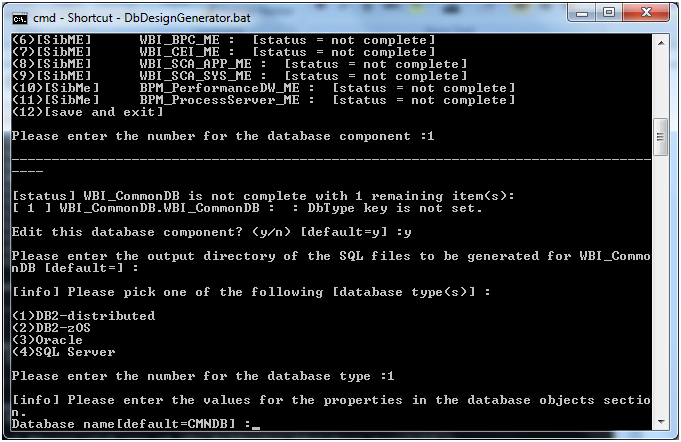 cmd - Shortcut - DbDesignGenerator.bat
(6)[SibME]      WBI_BPC_ME :  [status = not complete]
(7)[SibME]      WBI_CEI_ME :  [status = not complete]
(8)[SibME]      WBI_SCA_APP_ME :  [status = not complete]
(9)[SibME]      WBI_SCA_SYS_ME :  [status = not complete]
(10)[SibMe]     BPM_PerformanceDW_ME :  [status = not complete]
(11)[SibMe]     BPM_ProcessServer_ME :  [status = not complete]
(12)[save and exit]
Please enter the number for the database component :1
--------------------------------------------------------------------------------
----
[status] WBI_CommonDB is not complete with 1 remaining item(s):
[ 1 ] WBI_CommonDB.WBI_CommonDB :  : DbType key is not set.
Edit this database component? (y/n) [default=y] :y
Please enter the output directory of the SQL files to be generated for WBI_Commo
nDB [default=] :
[info] Please pick one of the following [database type(s)] :
(1)DB2-distributed
(2)DB2-zOS
(3)Oracle
(4)SQL Server
Please enter the number for the database type :1
[info] Please enter the values for the properties in the database objects sectio
n.
Database name[default=CMNDB] :_